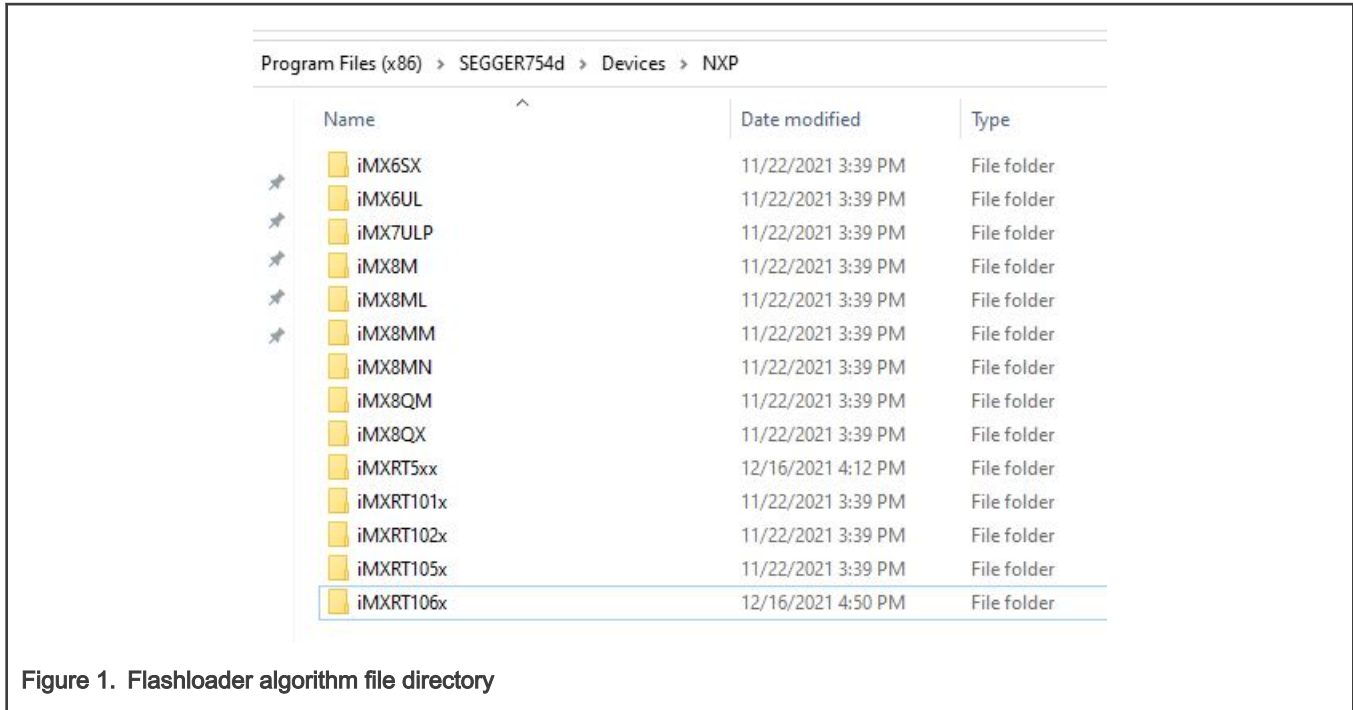 Program Files (x86) > SEGGER754d > Devices > NXP
Name Date modified Type
iMX6SX 11/22/2021 3:39 PM File folder
iMX6UL 11/22/2021 3:39 PM File folder
iMX7ULP 11/22/2021 3:39 PM File folder
iMX8M 11/22/2021 3:39 PM File folder
iMX8ML 11/22/2021 3:39 PM File folder
iMX8MM 11/22/2021 3:39 PM File folder
iMX8MN 11/22/2021 3:39 PM File folder
iMX8QM 11/22/2021 3:39 PM File folder
iMX8QX 11/22/2021 3:39 PM File folder
iMXRT5xx 12/16/2021 4:12 PM File folder
iMXRT101x 11/22/2021 3:39 PM File folder
iMXRT102x 11/22/2021 3:39 PM File folder
iMXRT105x 11/22/2021 3:39 PM File folder
iMXRT106x 12/16/2021 4:50 PM File folder
Figure 1. Flashloader algorithm file directory